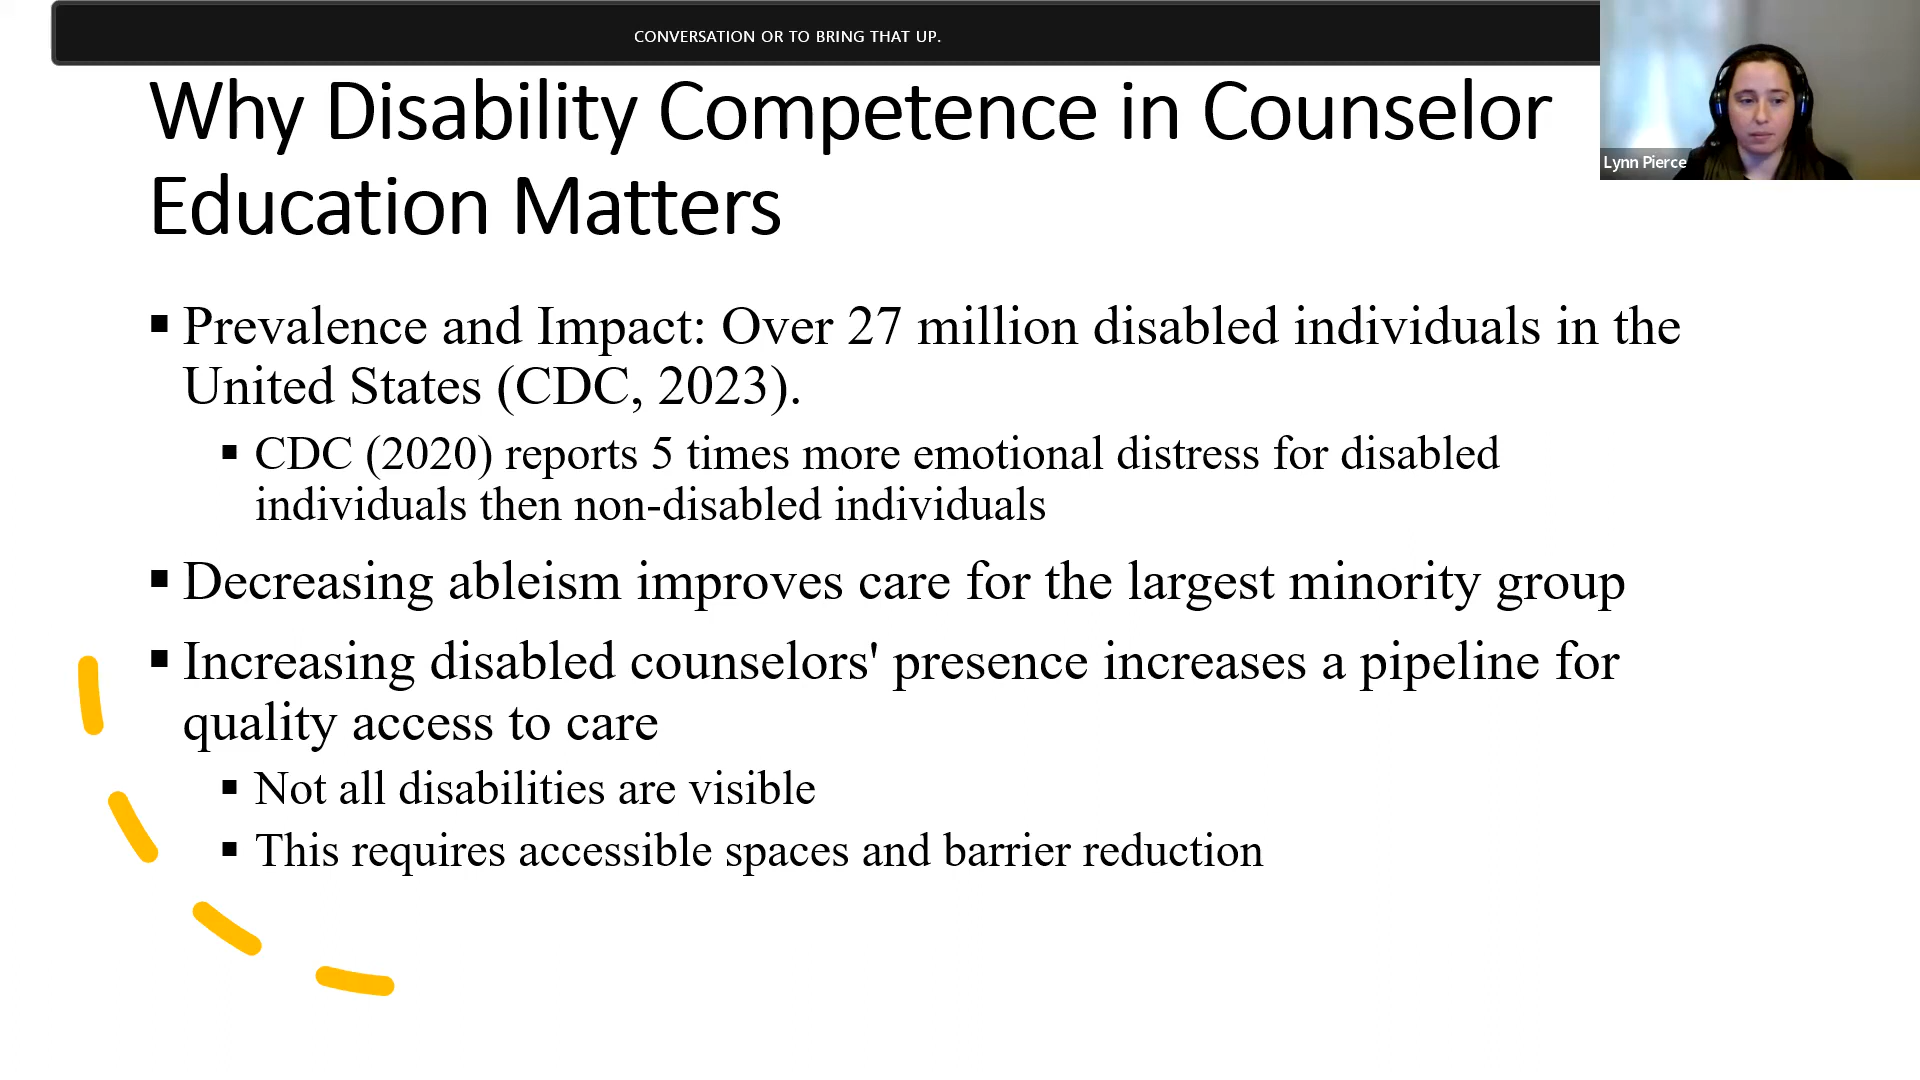 CONVERSATION OR TO BRING THAT UP.
Why Disability Competence in Counselor
Education Matters
Lynn Pierce
▪ Prevalence and Impact: Over 27 million disabled individuals in the
United States (CDC, 2023).
▪ CDC (2020) reports 5 times more emotional distress for disabled
individuals then non-disabled individuals
▪ Decreasing ableism improves care for the largest minority group
▪ Increasing disabled counselors' presence increases a pipeline for
quality access to care
▪ Not all disabilities are visible
▪ This requires accessible spaces and barrier reduction